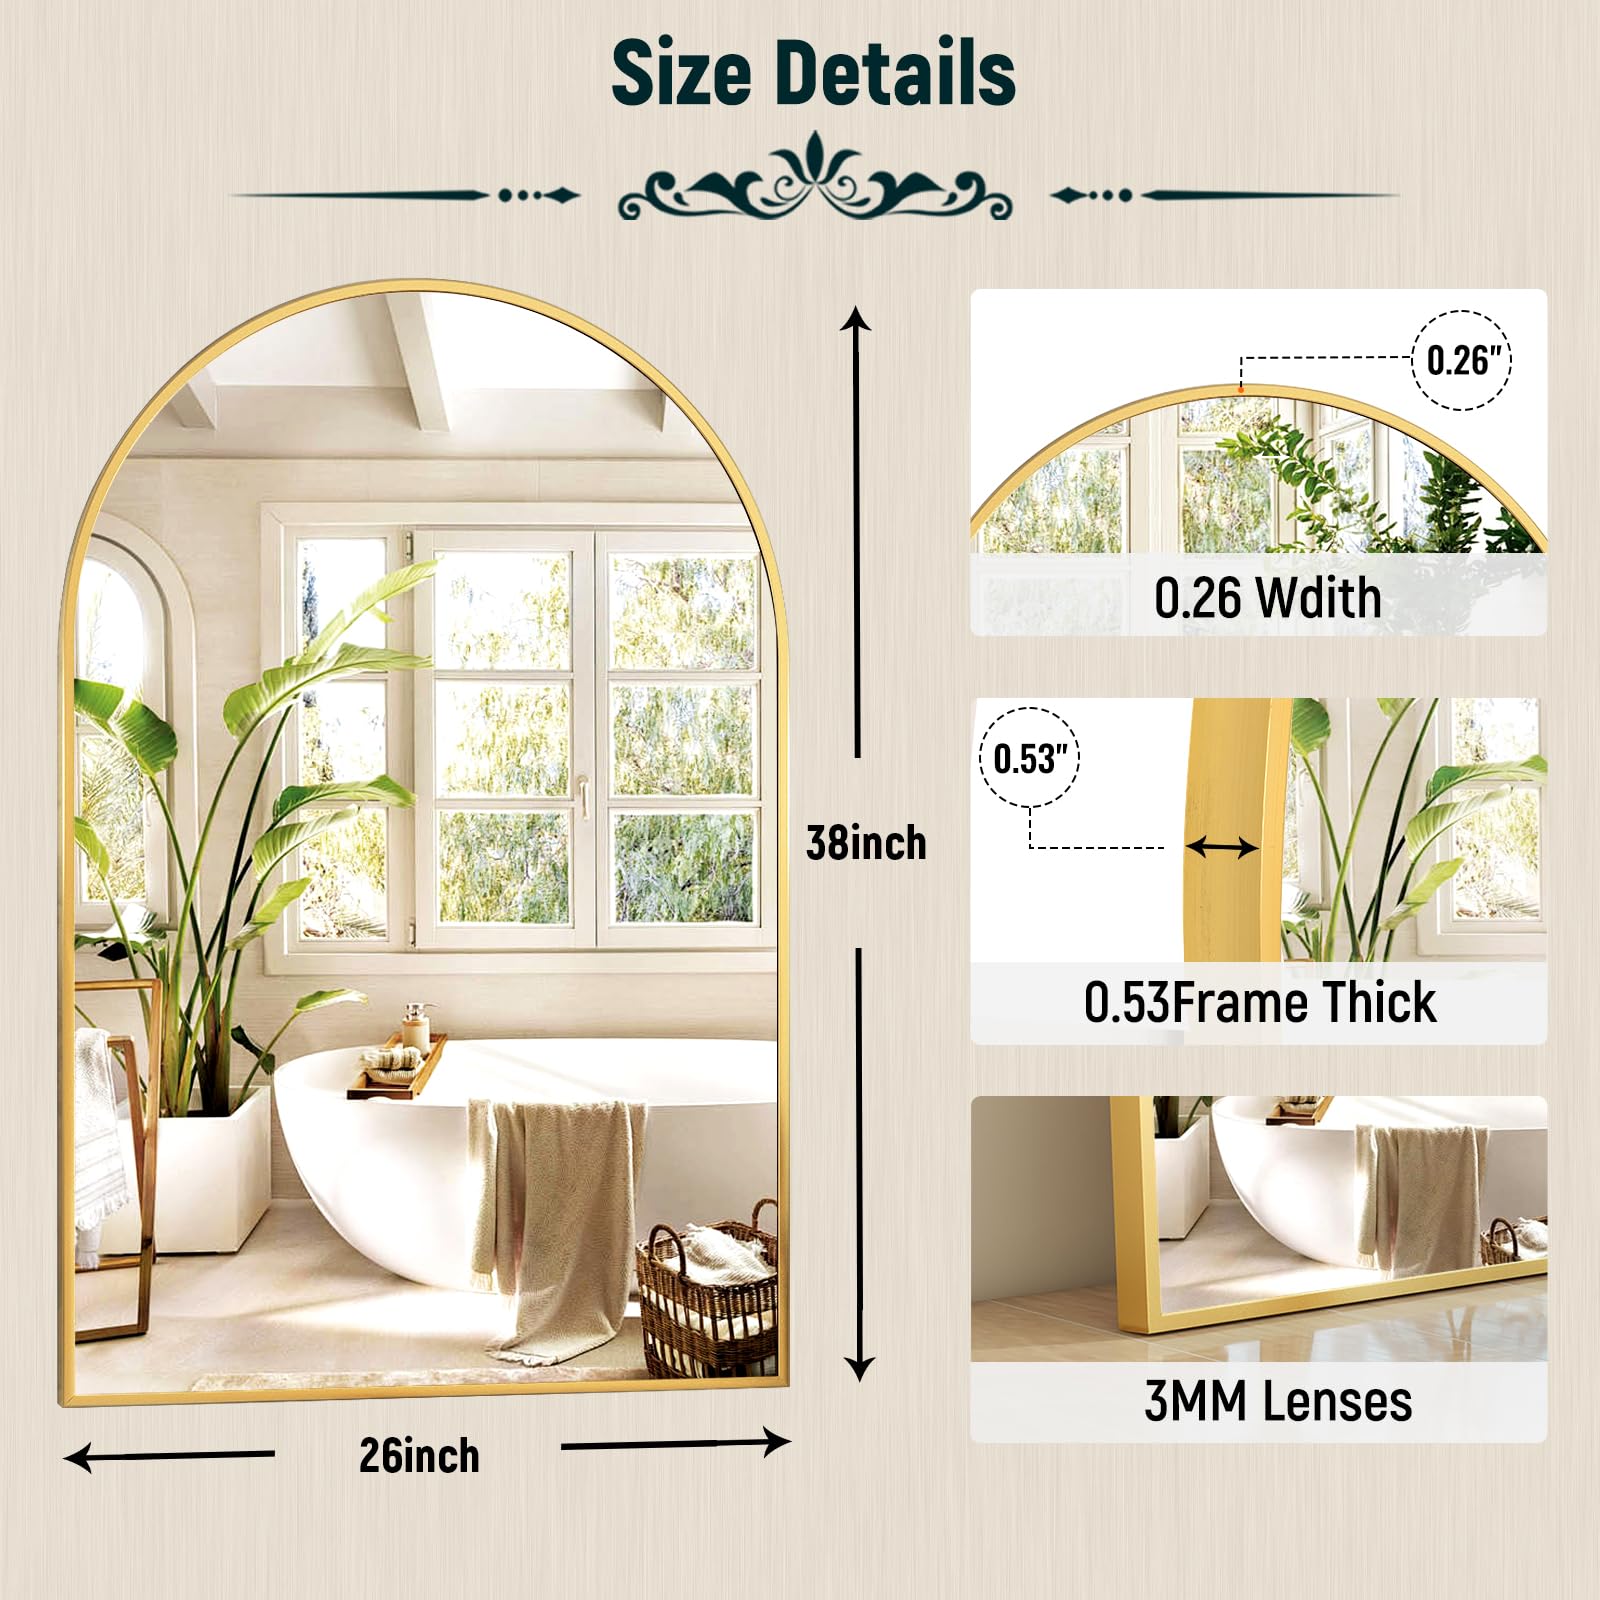 Size Details
0.26"
0.26 Wdith
38inch
0.53"
0.53Frame Thick
3MM Lenses
26inch